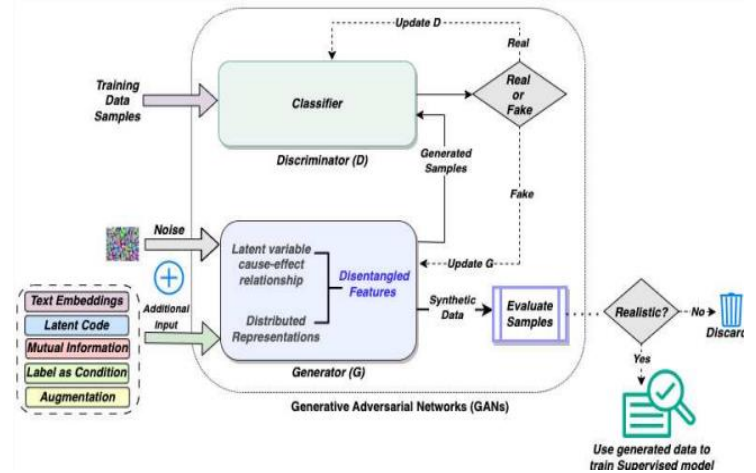 Update D
Real
Training
Data
Samples
Classifier
Real
or
Fake
Discriminator (D)
Generated
Samples
Fake
Noise
Latent variable
cause-effect
relationship
Disentangled
Features
Update G
Additional
Input
Distributed
Representations
Synthetic
Data
Evaluate
Samples
Realistic?
No
Discard
Generator (G)
Yes
Text Embeddings
Latent Code
Mutual Information
Label as Condition
Augmentation
Generative Adversarial Networks (GANs)
Use generated data to
train Supervised model